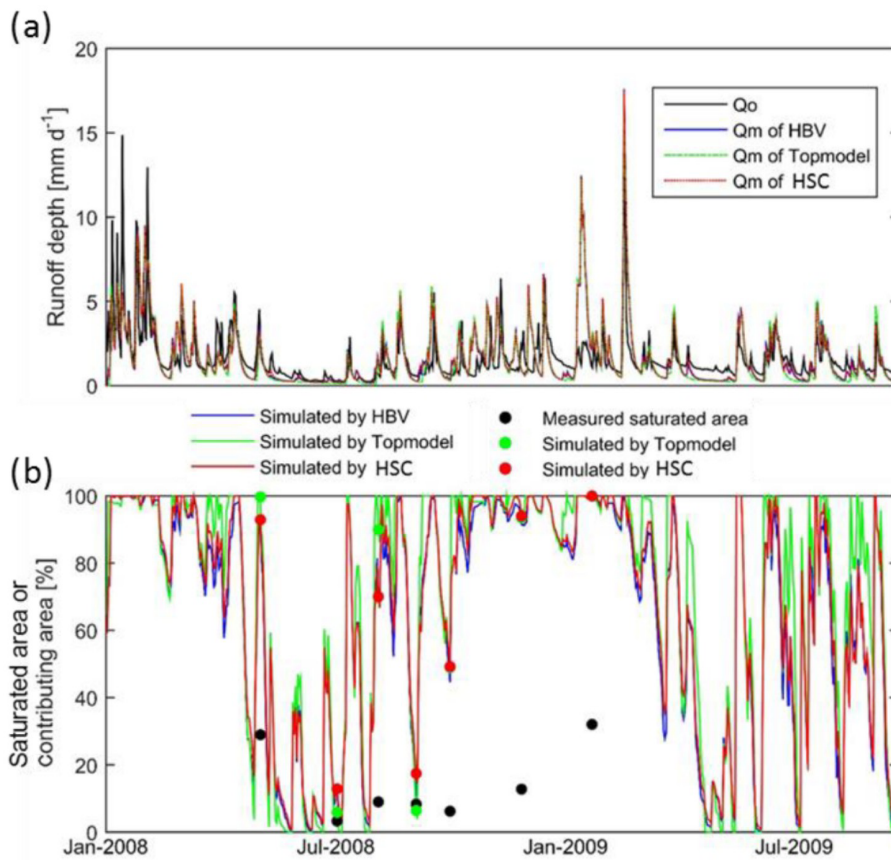 (a)
20
15
10
5
0
Runoff depth [mm d⁻¹]
Qo
Qm of HBV
Qm of Topmodel
Qm of HSC
Simulated by HBV
Simulated by Topmodel
Simulated by HSC
Measured saturated area
Simulated by Topmodel
Simulated by HSC
(b)
100
80
60
40
20
0
Saturated area or
contributing area [%]
Jan-2008
Jul-2008
Jan-2009
Jul-2009